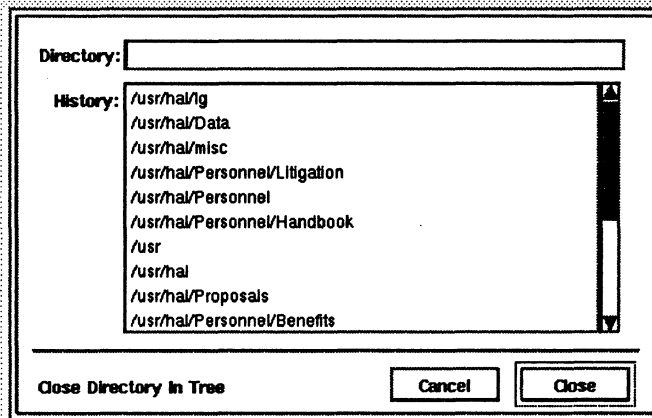 Directory:
History:
/usr/hal/lg
/usr/hal/Data
/usr/hal/misc
/usr/hal/Personnel/Litigation
/usr/hal/Personnel
/usr/hal/Personnel/Handbook
/usr
/usr/hal
/usr/hal/Proposals
/usr/hal/Personnel/Benefits
Close Directory In Tree
Cancel
Close